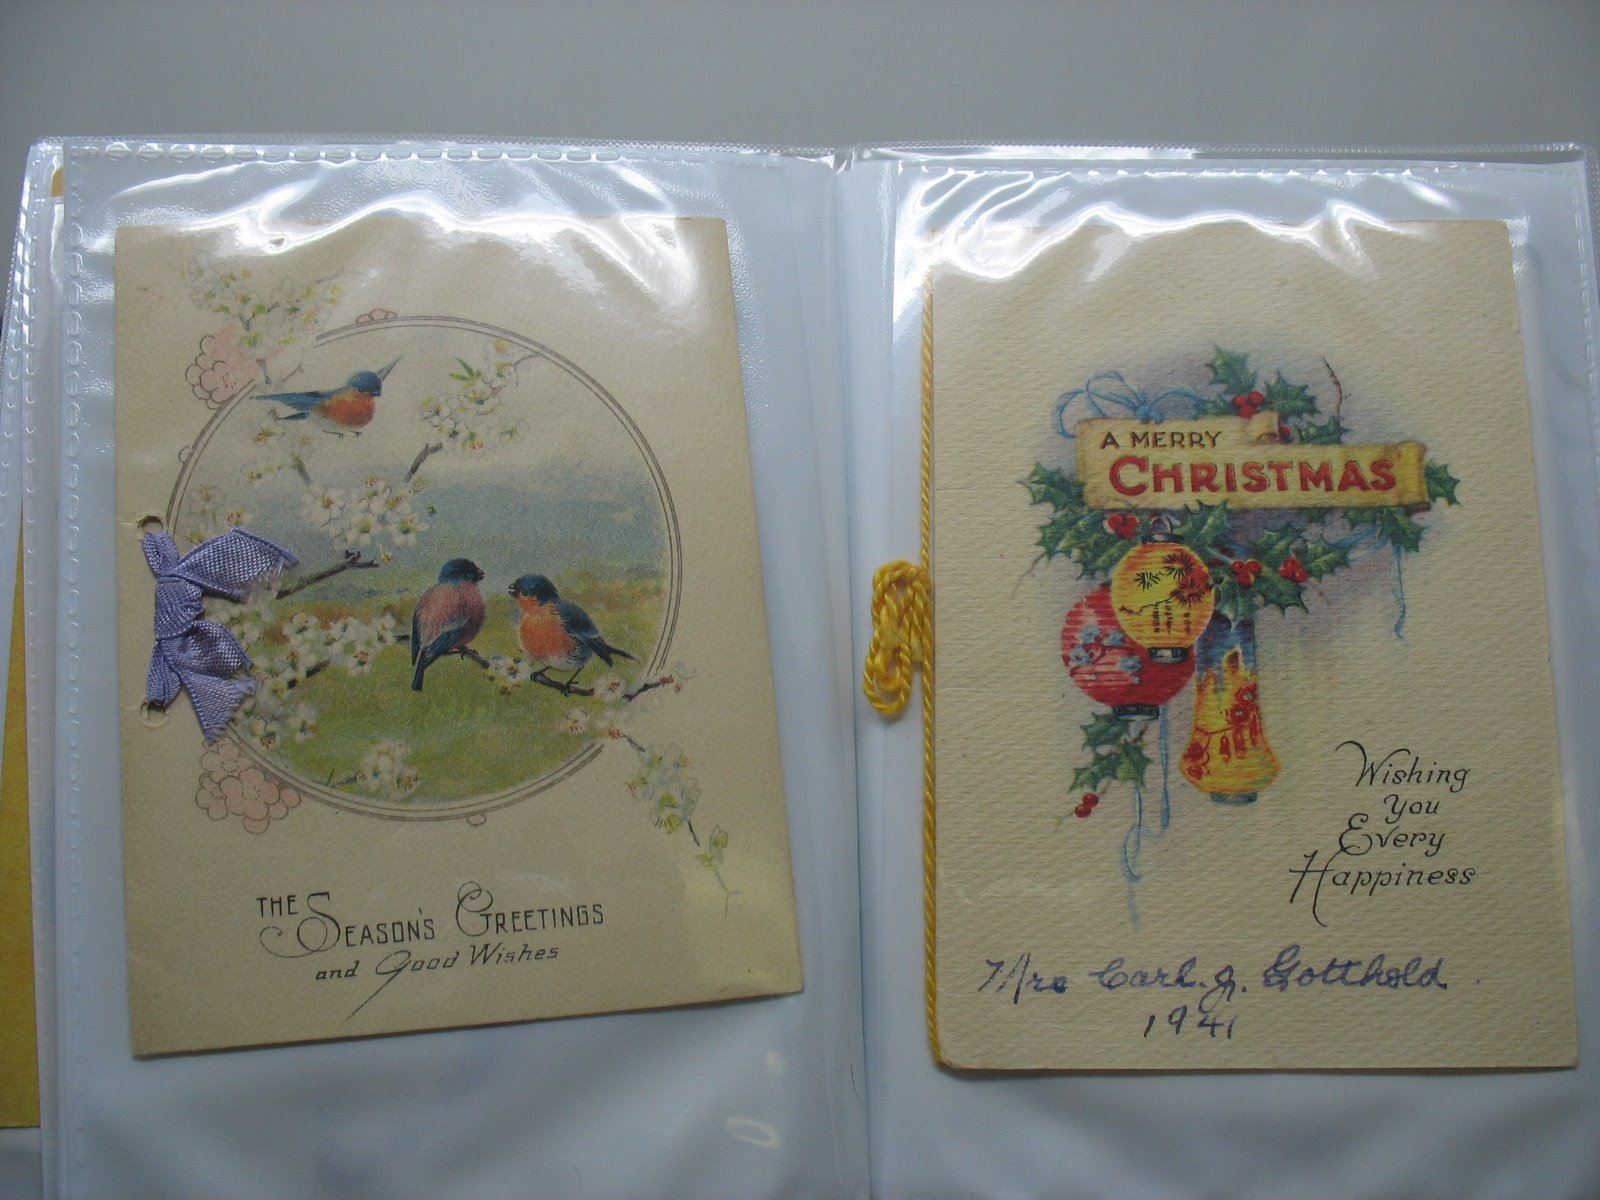 THE SEASON'S GREETINGS
and Good Wishes
A MERRY
CHRISTMAS
Wishing
You
Every
Happiness
Mrs Carl. J. Gotthold
1941